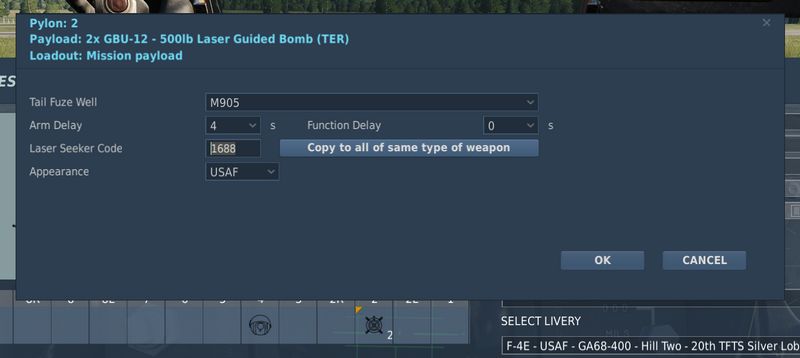 Pylon: 2
Payload: 2x GBU-12 - 500lb Laser Guided Bomb (TER)
Loadout: Mission payload
ES
Tail Fuze Well M905
Arm Delay 4 s Function Delay 0 s
Laser Seeker Code 1688 Copy to all of same type of weapon
Appearance USAF
OK CANCEL
2
SELECT LIVERY
F-4E - USAF - GA68-400 - Hill Two - 20th TFTS Silver Lob